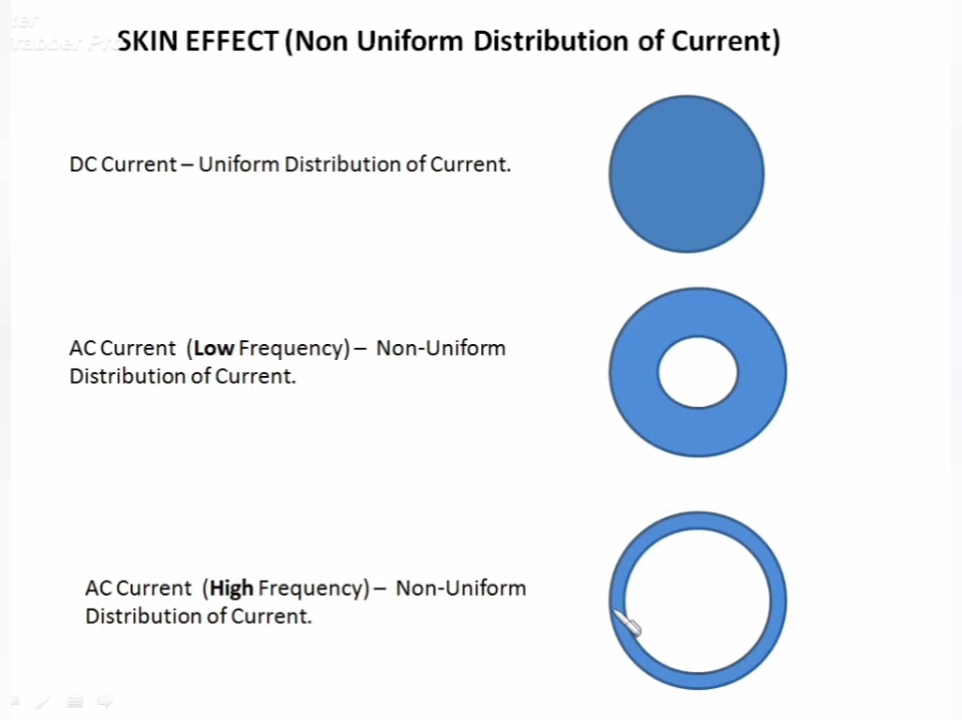 SKIN EFFECT (Non Uniform Distribution of Current)
DC Current – Uniform Distribution of Current.
AC Current (Low Frequency) – Non-Uniform
Distribution of Current.
AC Current (High Frequency) – Non-Uniform
Distribution of Current.